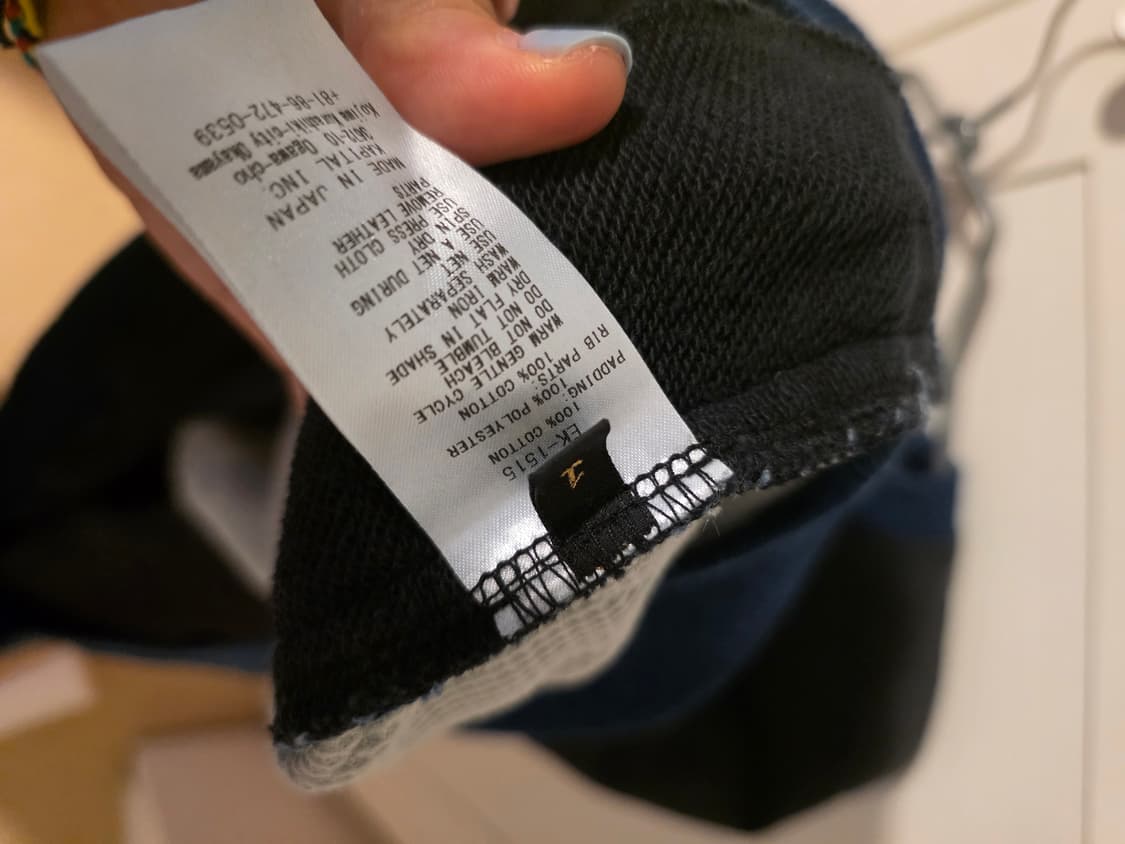 1
EK-1515
100% COTTON
PADDING: 100% POLYESTER
RIB PARTS: 100% COTTON
WARM GENTLE CYCLE
DO NOT BLEACH
DO NOT TUMBLE
DRY FLAT IN SHADE
WARM IRON
WASH SEPARATELY
USE A NET DURING
SPIN DRY
USE PRESS CLOTH
REMOVE LEATHER
PARTS
MADE IN JAPAN
KAPITAL INC.
Ogawa-cho
Kojima Kurashiki-city Okayama
+81-86-472-0539